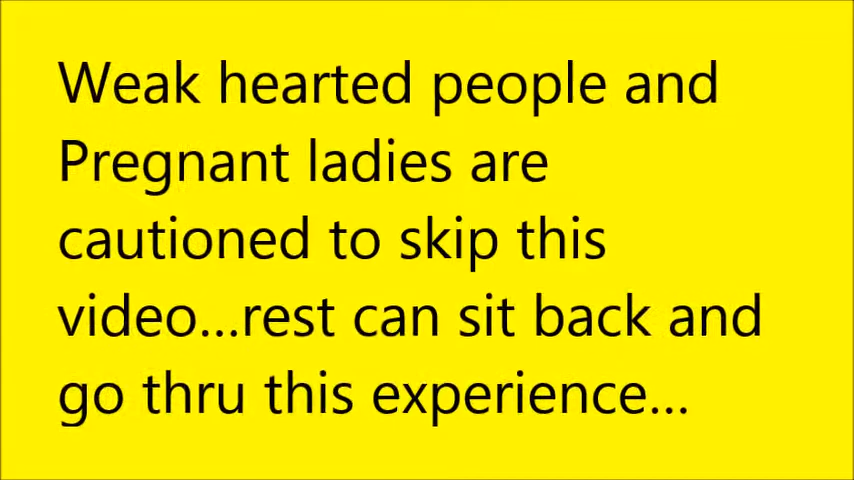 Weak hearted people and
Pregnant ladies are
cautioned to skip this
video...rest can sit back and
go thru this experience...